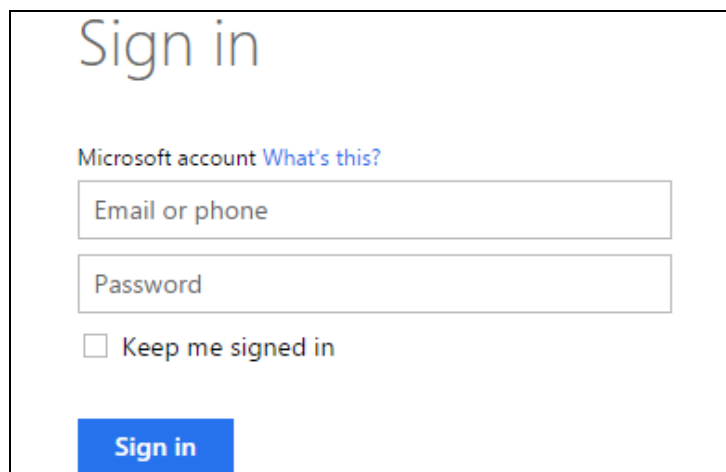 Sign in
Microsoft account What's this?
Email or phone
Password
Keep me signed in
Sign in